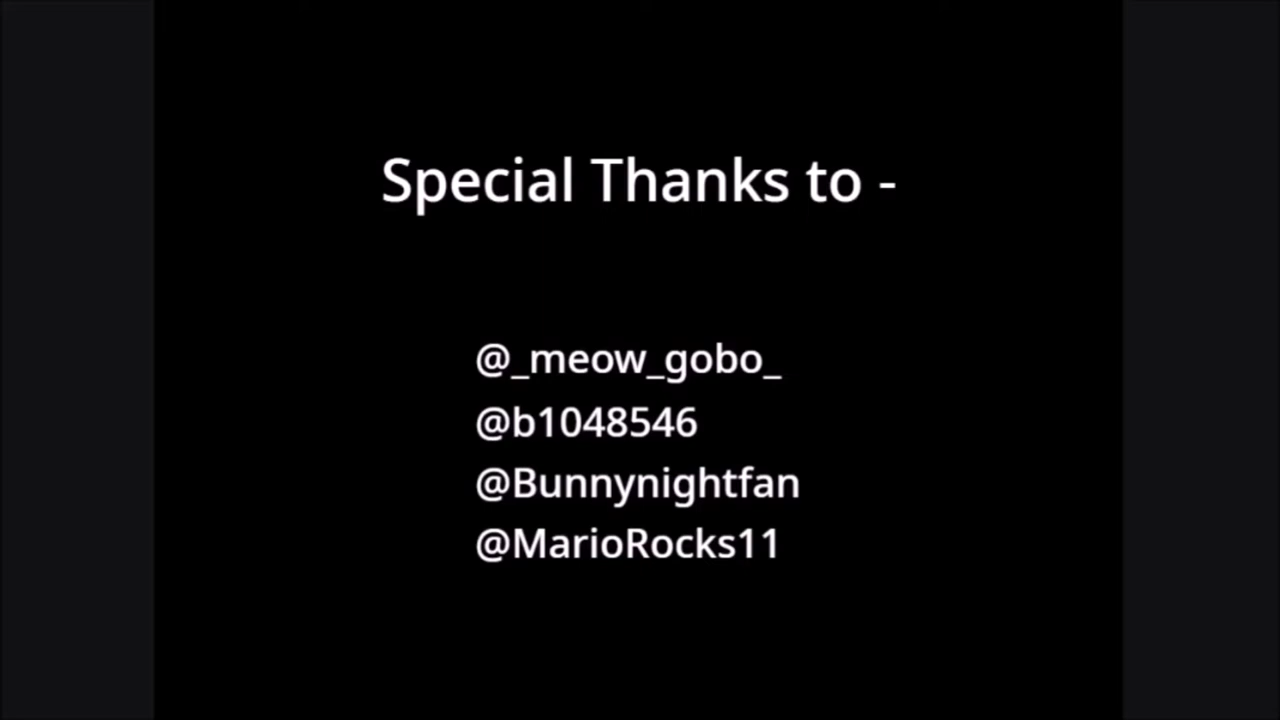 Special Thanks to -
@_meow_gobo_
@b1048546
@Bunnynightfan
@MarioRocks11